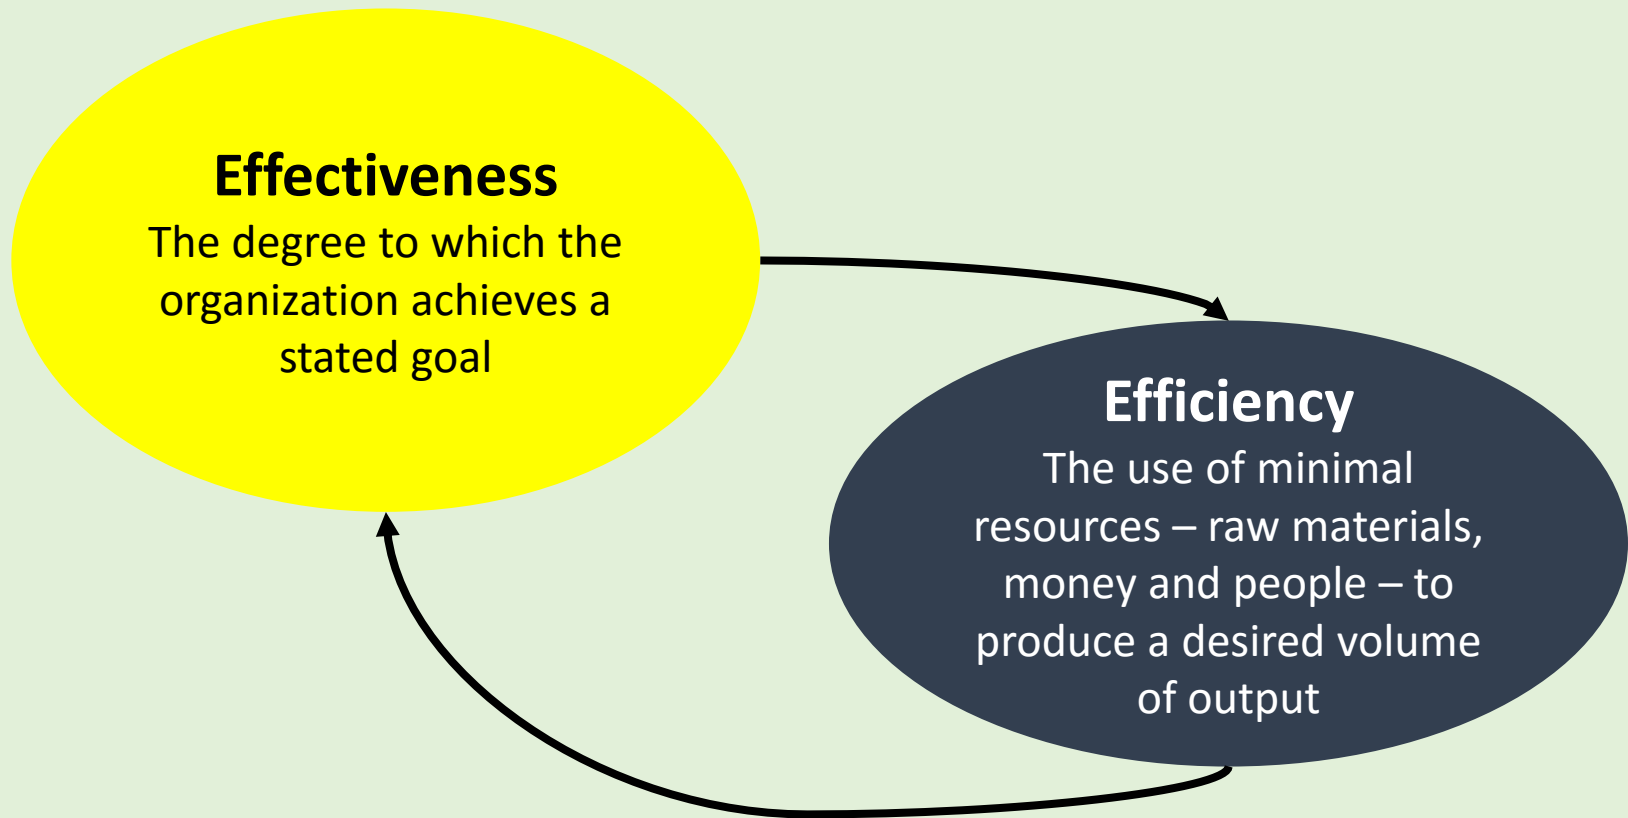 Effectiveness
The degree to which the
organization achieves a
stated goal
Efficiency
The use of minimal
resources – raw materials,
money and people – to
produce a desired volume
of output